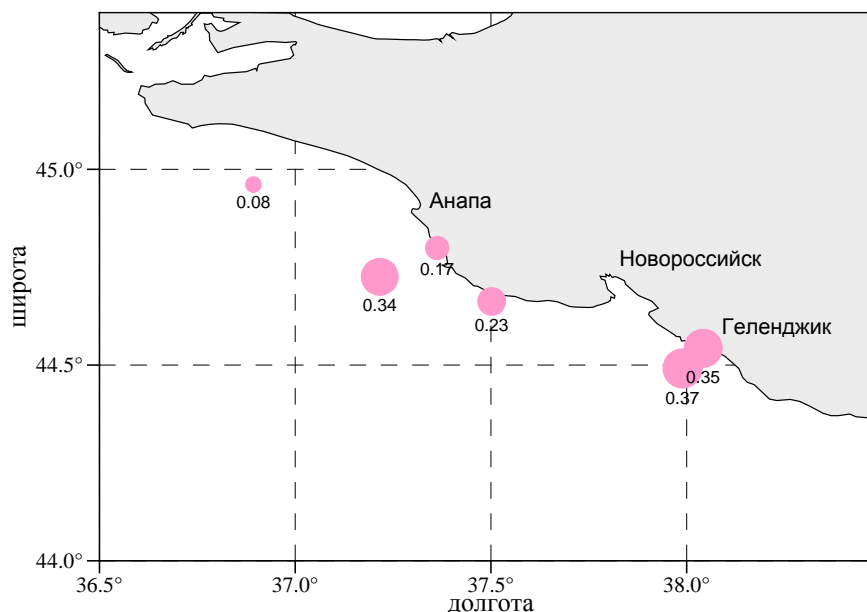 45.0°
0.08
Анапа
0.17
Новороссийск
0.34
0.23
Геленджик
широта
44.5°
0.35
0.37
44.0°
36.5°
37.0°
37.5°
38.0°
долгота